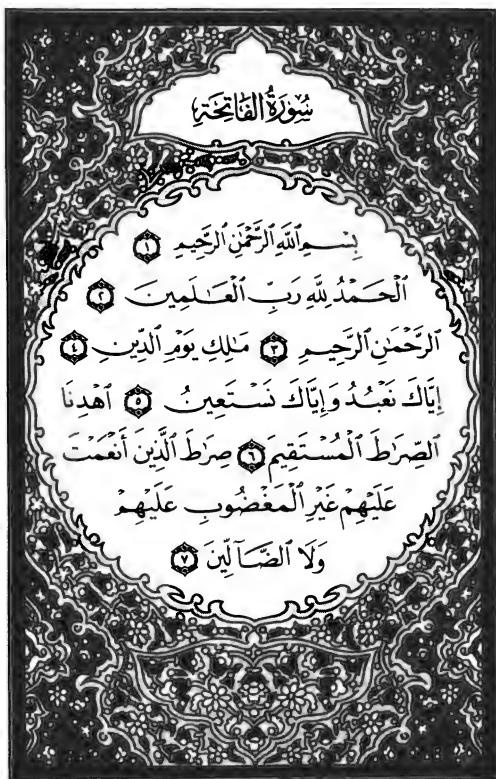 سُورَةُ الْفَاتِحَةِ
بِسْمِ ٱللَّهِ ٱلرَّحْمَٰنِ ٱلرَّحِيمِ ١
ٱلْحَمْدُ لِلَّهِ رَبِّ ٱلْعَـٰلَمِينَ ٢
ٱلرَّحْمَٰنِ ٱلرَّحِيمِ ٣ مَـٰلِكِ يَوْمِ ٱلدِّينِ ٤
إِيَّاكَ نَعْبُدُ وَإِيَّاكَ نَسْتَعِينُ ٥ ٱهْدِنَا
ٱلصِّرَٰطَ ٱلْمُسْتَقِيمَ ٦ صِرَٰطَ ٱلَّذِينَ أَنْعَمْتَ
عَلَيْهِمْ غَيْرِ ٱلْمَغْضُوبِ عَلَيْهِمْ
وَلَا ٱلضَّآلِّينَ ٧